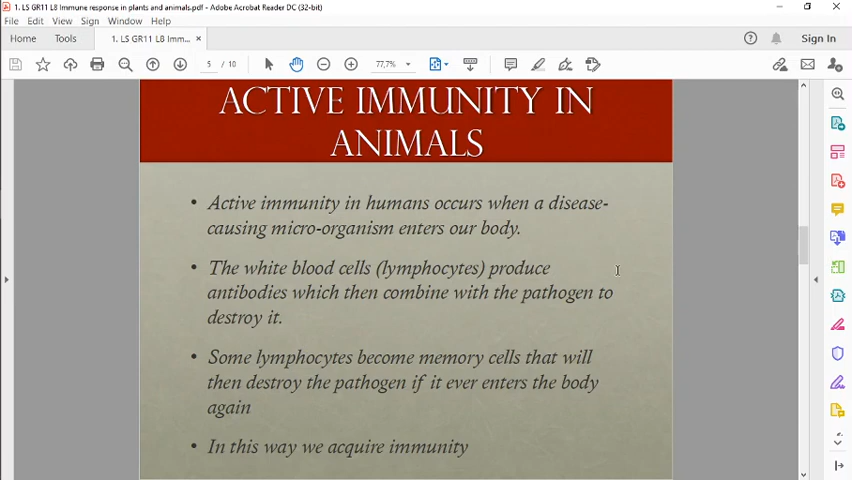 1. LS GR11 L8 Immune response in plants and animals.pdf - Adobe Acrobat Reader DC (32-bit)
File Edit View Sign Window Help
Home Tools 1. LS GR11 L8 Imm... × Sign In
5 / 10 77,7%
ACTIVE IMMUNITY IN
ANIMALS
• Active immunity in humans occurs when a disease-
causing micro-organism enters our body.
• The white blood cells (lymphocytes) produce
antibodies which then combine with the pathogen to
destroy it.
• Some lymphocytes become memory cells that will
then destroy the pathogen if it ever enters the body
again
• In this way we acquire immunity